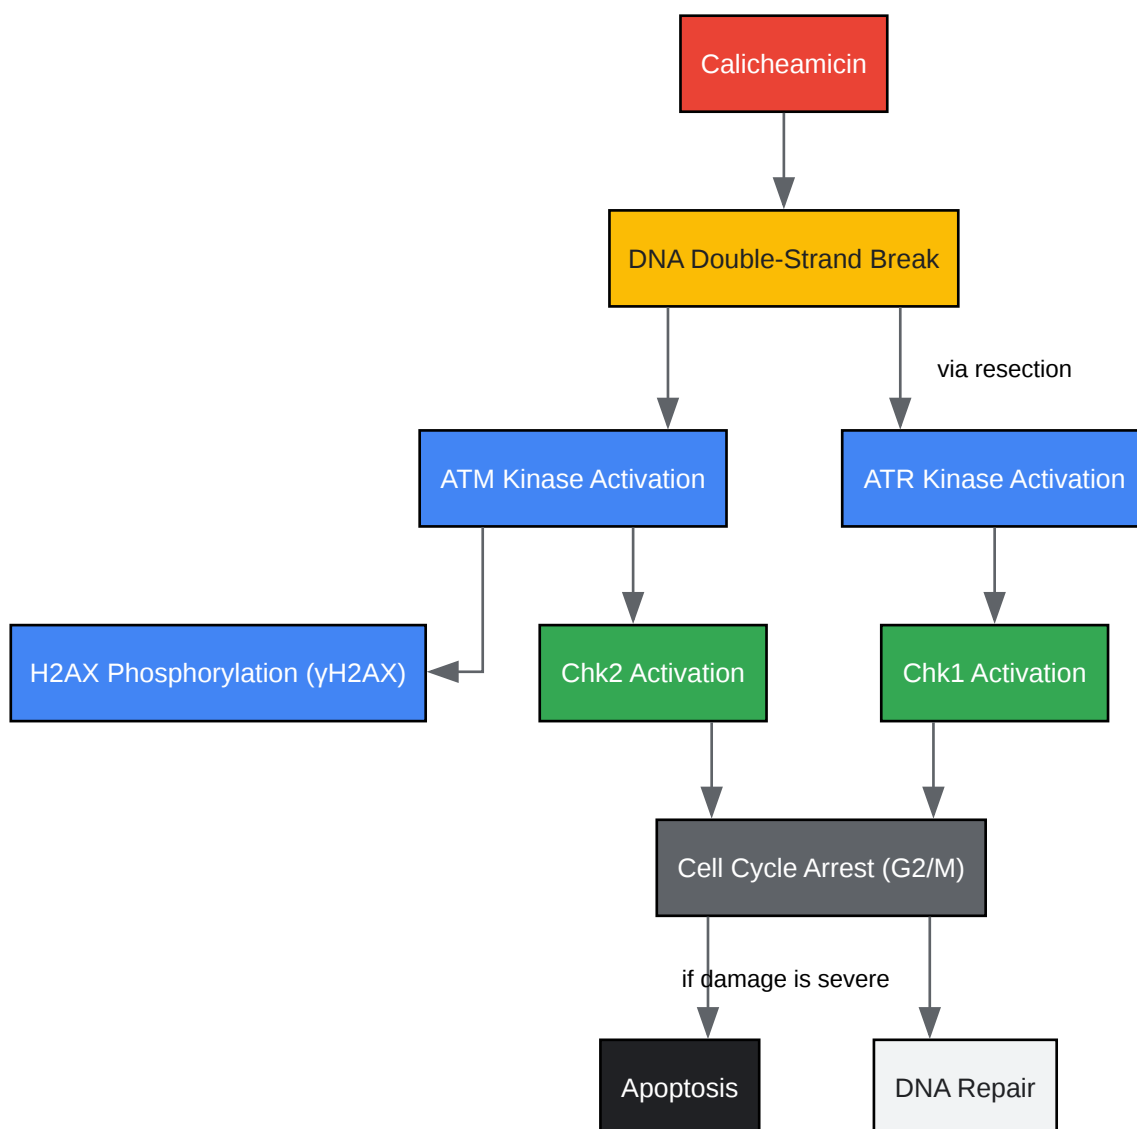 Calicheamicin
DNA Double-Strand Break
via resection
ATM Kinase Activation
ATR Kinase Activation
H2AX Phosphorylation (γH2AX)
Chk2 Activation
Chk1 Activation
Cell Cycle Arrest (G2/M)
if damage is severe
Apoptosis
DNA Repair